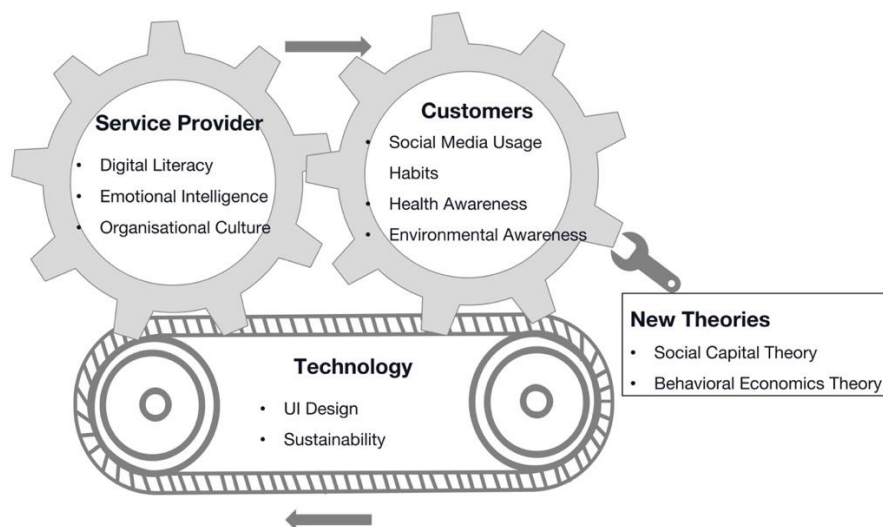 Service Provider
• Digital Literacy
• Emotional Intelligence
• Organisational Culture
Customers
• Social Media Usage
Habits
• Health Awareness
• Environmental Awareness
New Theories
• Social Capital Theory
• Behavioral Economics Theory
Technology
• UI Design
• Sustainability